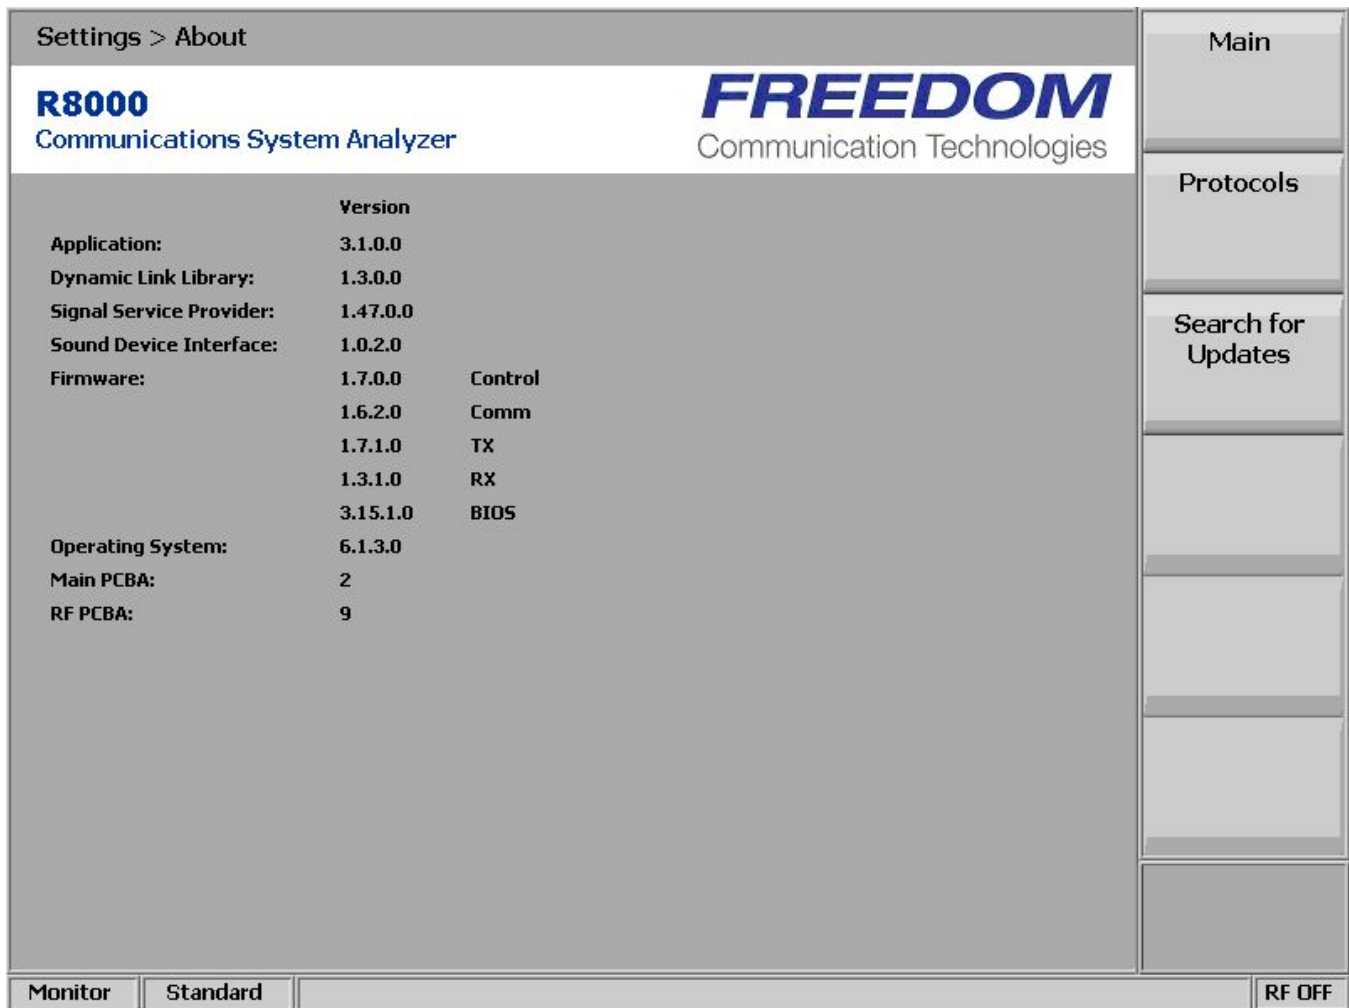 Settings > About
R8000
Communications System Analyzer
FREEDOM
Communication Technologies
Version
Application: 3.1.0.0
Dynamic Link Library: 1.3.0.0
Signal Service Provider: 1.47.0.0
Sound Device Interface: 1.0.2.0
Firmware: 1.7.0.0 Control
1.6.2.0 Comm
1.7.1.0 TX
1.3.1.0 RX
3.15.1.0 BIOS
Operating System: 6.1.3.0
Main PCBA: 2
RF PCBA: 9
Main
Protocols
Search for
Updates
Monitor Standard RF OFF